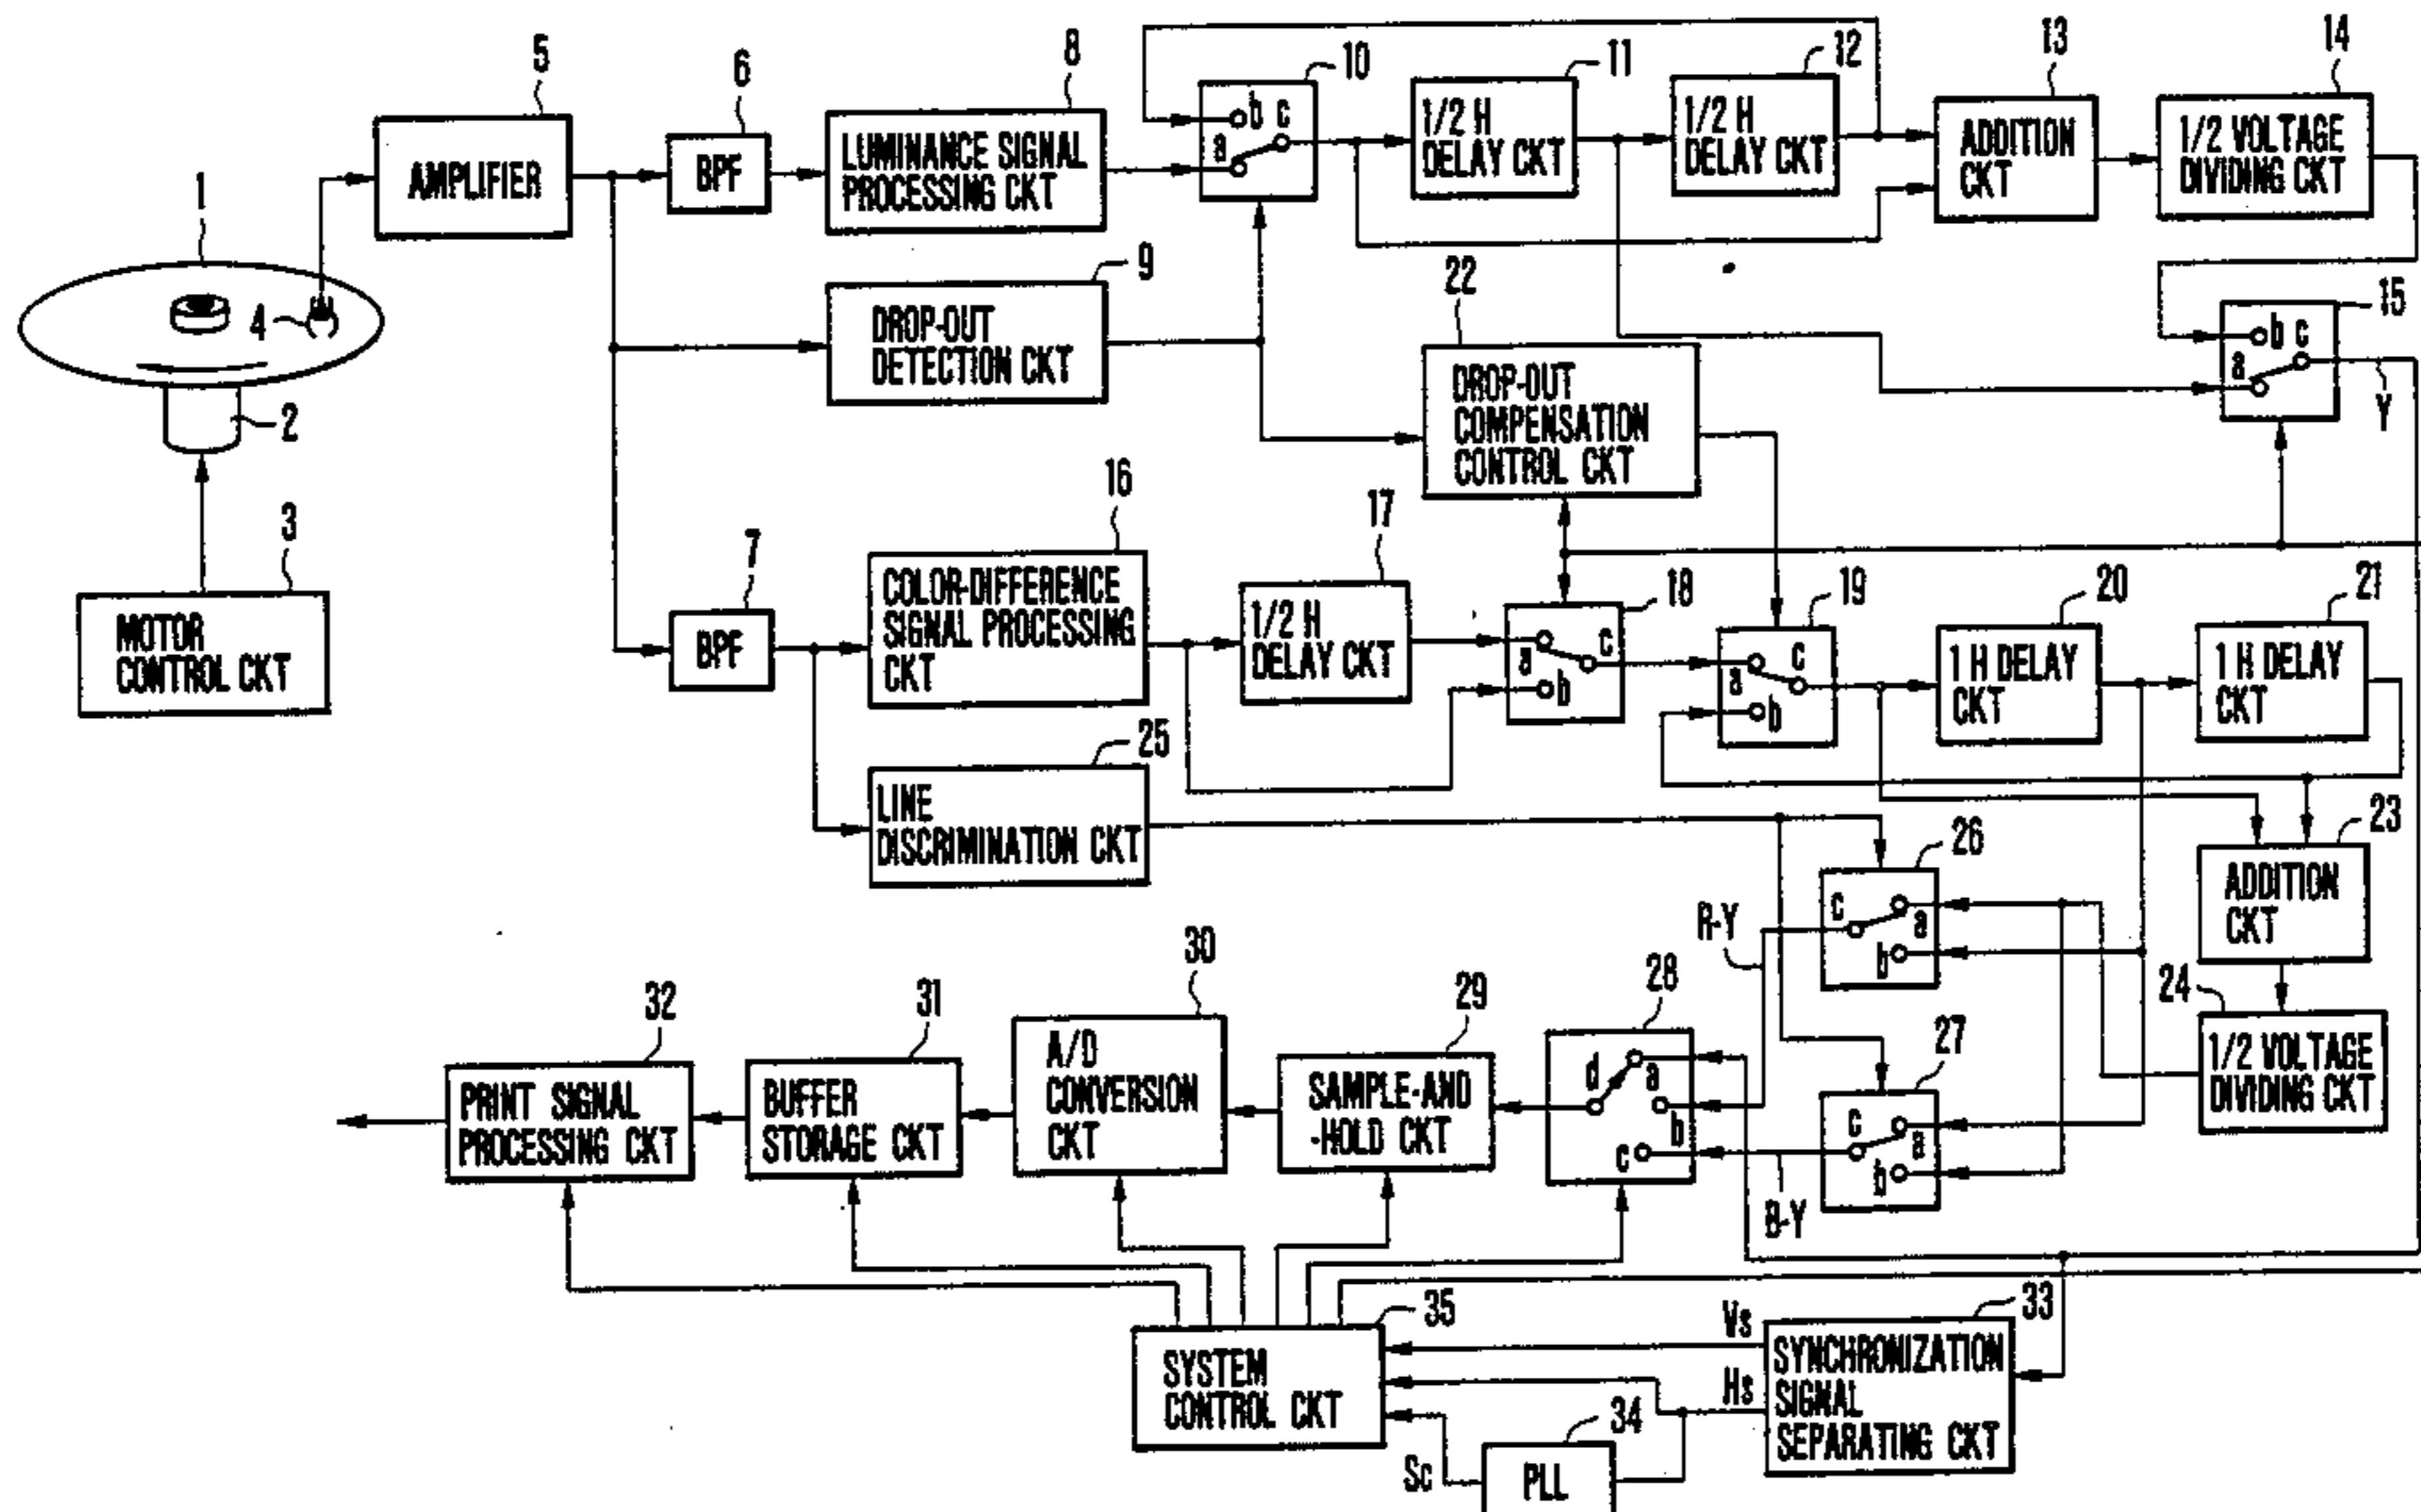 1
2
3
MOTOR
CONTROL CKT
4
5
AMPLIFIER
6
BPF
7
BPF
8
LUMINANCE SIGNAL
PROCESSING CKT
9
DROP-OUT
DETECTION CKT
10
b c
a
11
1/2 H
DELAY CKT
12
1/2 H
DELAY CKT
13
ADDITION
CKT
14
1/2 VOLTAGE
DIVIDING CKT
15
b c
a
Y
16
COLOR-DIFFERENCE
SIGNAL PROCESSING
CKT
17
1/2 H
DELAY CKT
18
c
a
b
19
c
a
b
20
1 H DELAY
CKT
21
1 H DELAY
CKT
22
DROP-OUT
COMPENSATION
CONTROL CKT
23
ADDITION
CKT
24
1/2 VOLTAGE
DIVIDING CKT
25
LINE
DISCRIMINATION CKT
26
c
a
b
R-Y
27
c
a
b
B-Y
28
d
a
b
c
29
SAMPLE-AND
-HOLD CKT
30
A/D
CONVERSION
CKT
31
BUFFER
STORAGE CKT
32
PRINT SIGNAL
PROCESSING CKT
33
SYNCHRONIZATION
SIGNAL
SEPARATING CKT
Vs
Hs
34
PLL
Sc
35
SYSTEM
CONTROL CKT